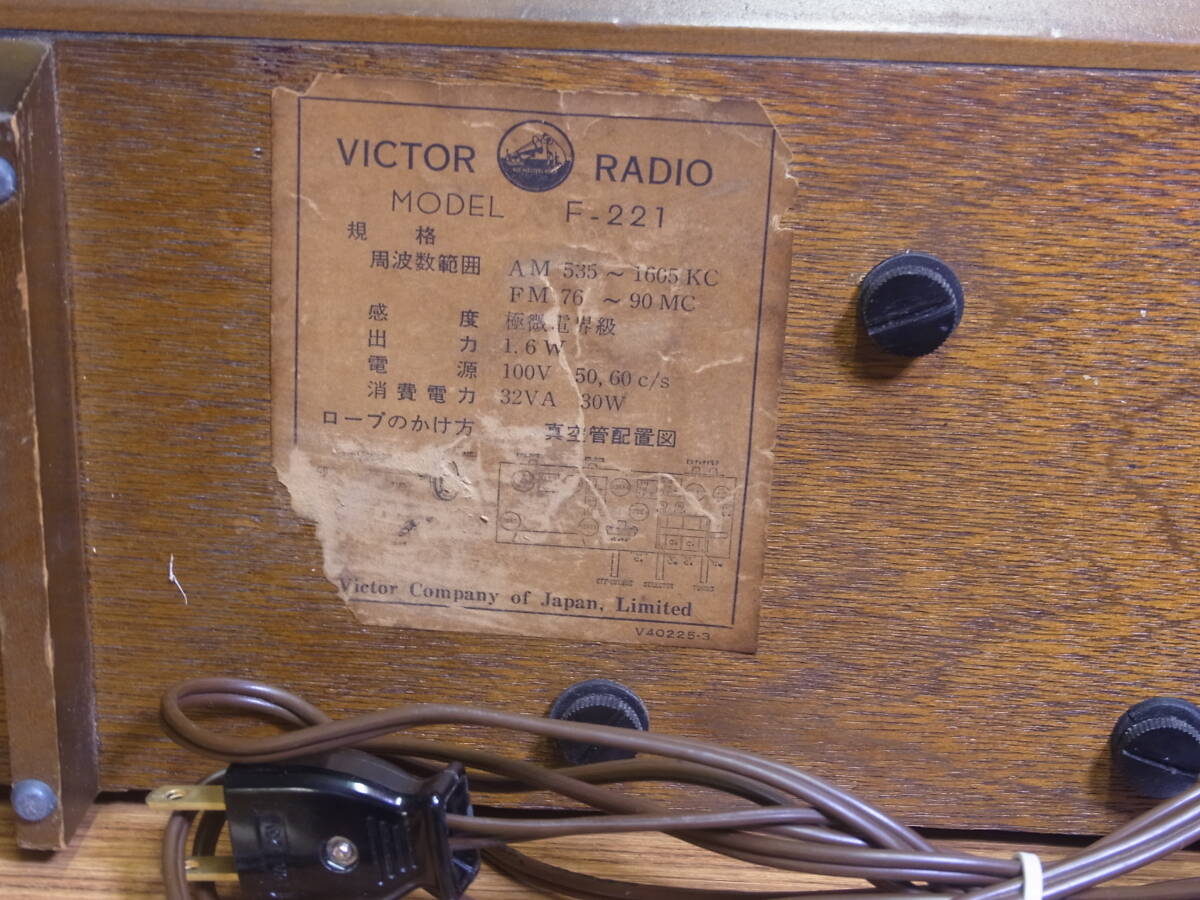 VICTOR RADIO
MODEL F-221
規格
周波数範囲 AM 535～1605 KC
FM 76 ～90 MC
感度 極微電界級
出力 1.6 W
電源 100V 50,60 c/s
消費電力 32VA 30W
ロープのかけ方 真空管配置図
SELECTOR
Victor Company of Japan, Limited
V40225-3